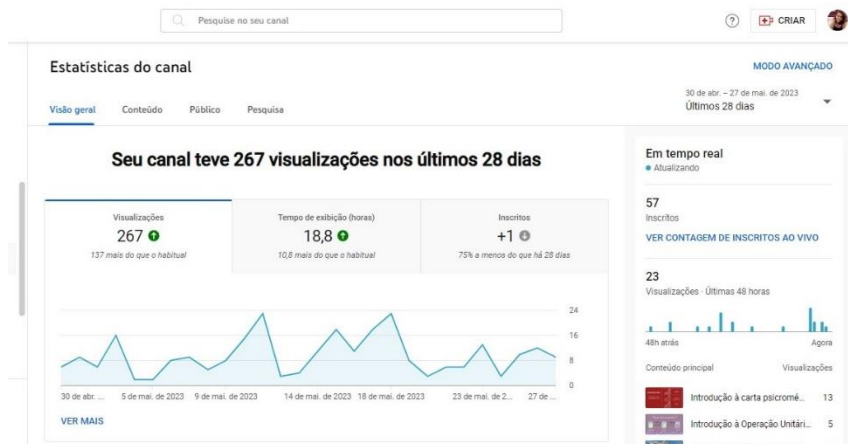 Pesquise no seu canal
CRIAR
Estatísticas do canal
MODO AVANÇADO
30 de abr. – 27 de mai. de 2023
Últimos 28 dias
Visão geral
Conteúdo
Público
Pesquisa
Seu canal teve 267 visualizações nos últimos 28 dias
Visualizações
267
137 mais do que o habitual
Tempo de exibição (horas)
18,8
10,8 mais do que o habitual
Inscritos
+1
75% a menos do que há 28 dias
24
16
8
0
30 de abr. ...
5 de mai. de 2023
9 de mai. de 2023
14 de mai. de 2023
18 de mai. de 2023
23 de mai. de 2...
27 de ...
VER MAIS
Em tempo real
Atualizando
57
Inscritos
VER CONTAGEM DE INSCRITOS AO VIVO
23
Visualizações · Últimas 48 horas
48h atrás
Agora
Conteúdo principal
Visualizações
Introdução à carta psicromé...
13
Introdução à Operação Unitári...
5